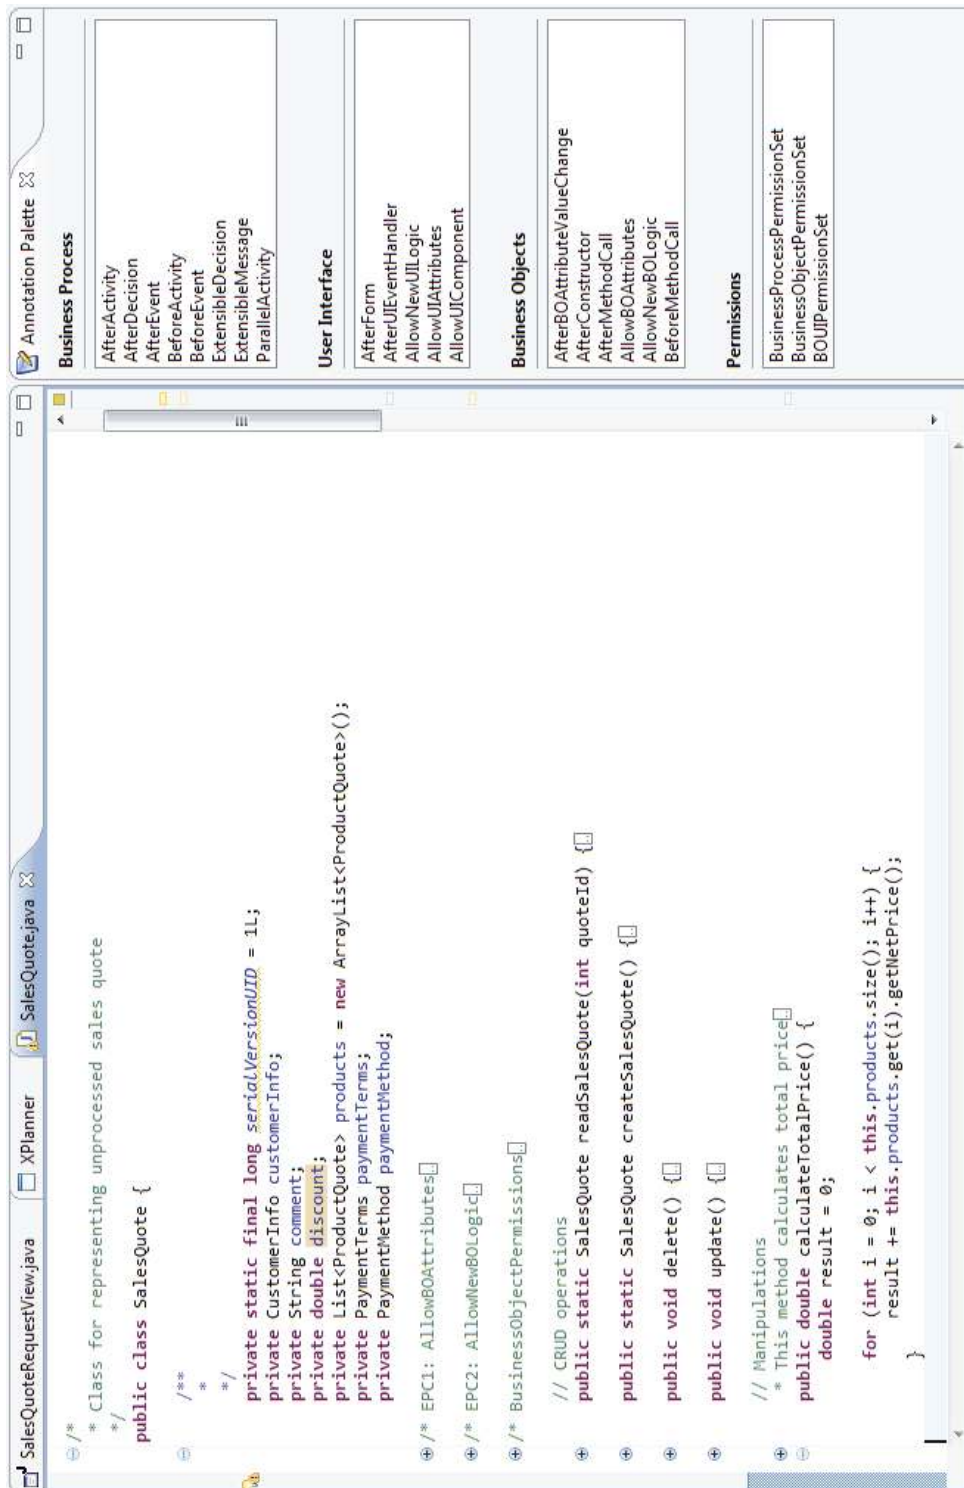 SalesQuoteRequestView.java
XPlanner
SalesQuote.java
/*
* Class for representing unprocessed sales quote
*/
public class SalesQuote {
/**
*
*/
private static final long serialVersionUID = 1L;
private CustomerInfo customerInfo;
private String comment;
private double discount;
private List<ProductQuote> products = new ArrayList<ProductQuote>();
private PaymentTerms paymentTerms;
private PaymentMethod paymentMethod;
/* EPC1: AllowBOAttributes
/* EPC2: AllowNewBOLogic
/* BusinessObjectPermissions
// CRUD operations
public static SalesQuote readSalesQuote(int quoteId) {
public static SalesQuote createSalesQuote() {
public void delete() {
public void update() {
// Manipulations
* This method calculates total price
public double calculateTotalPrice() {
double result = 0;
for (int i = 0; i < this.products.size(); i++) {
result += this.products.get(i).getNetPrice();
}
Annotation Palette
Business Process
AfterActivity
AfterDecision
AfterEvent
BeforeActivity
BeforeEvent
ExtensibleDecision
ExtensibleMessage
ParallelActivity
User Interface
AfterForm
AfterUIEventHandler
AllowNewUILogic
AllowUIAttributes
AllowUIComponent
Business Objects
AfterBOAttributeValueChange
AfterConstructor
AfterMethodCall
AllowBOAttributes
AllowNewBOLogic
BeforeMethodCall
Permissions
BusinessProcessPermissionSet
BusinessObjectPermissionSet
BOUIPermissionSet